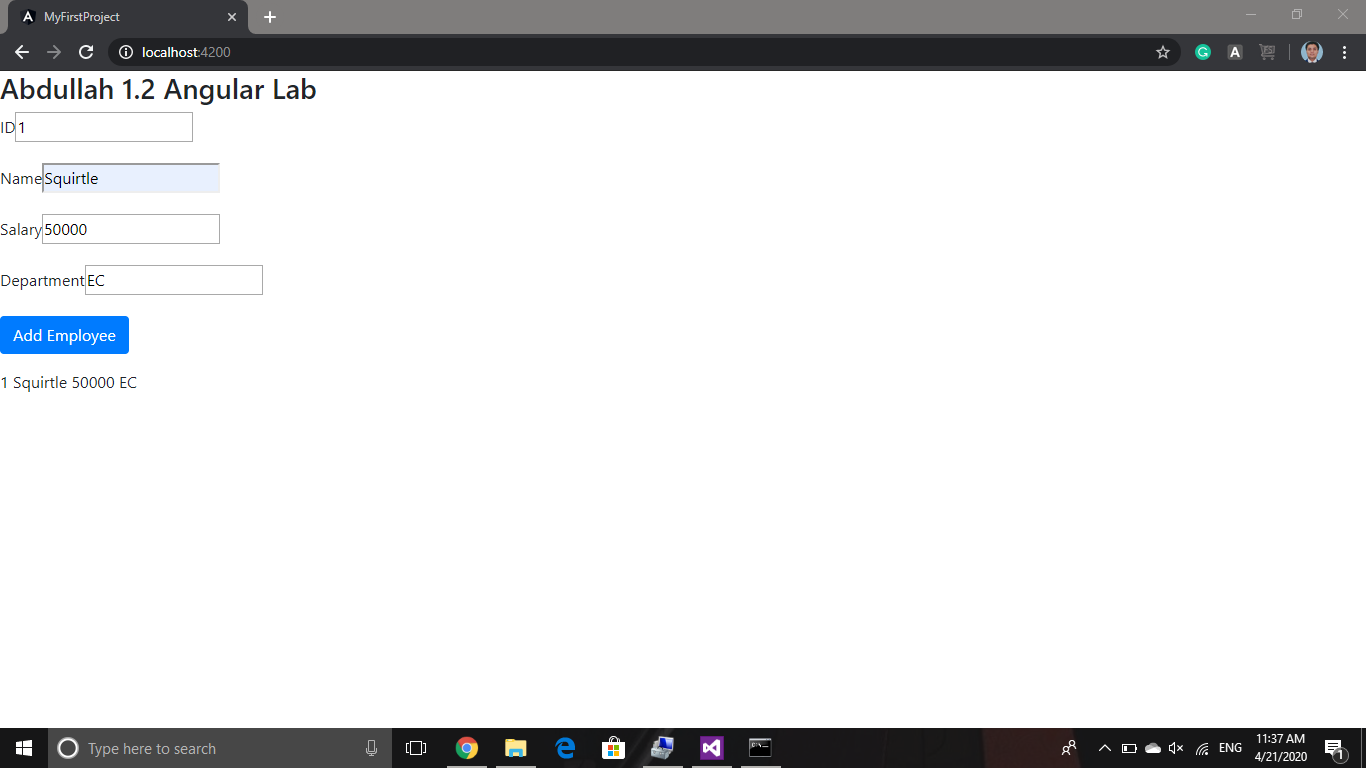 MyFirstProject
localhost:4200
Abdullah 1.2 Angular Lab
ID 1
Name Squirtle
Salary 50000
Department EC
Add Employee
1 Squirtle 50000 EC
Type here to search
ENG
11:37 AM
4/21/2020
1